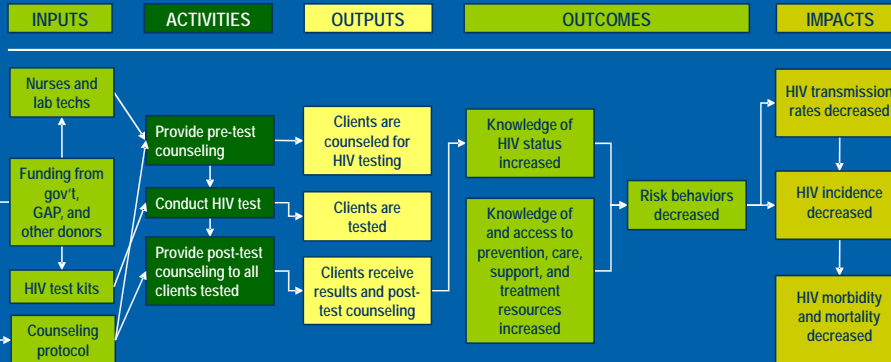 INPUTS
ACTIVITIES
OUTPUTS
OUTCOMES
IMPACTS
Nurses and
lab techs
Funding from
gov't,
GAP, and
other donors
HIV test kits
Counseling
protocol
Provide pre-test
counseling
Conduct HIV test
Provide post-test
counseling to all
clients tested
Clients are
counseled for
HIV testing
Clients are
tested
Clients receive
results and post-
test counseling
Knowledge of
HIV status
increased
Knowledge of
and access to
prevention, care,
support, and
treatment
resources
increased
Risk behaviors
decreased
HIV transmission
rates decreased
HIV incidence
decreased
HIV morbidity
and mortality
decreased